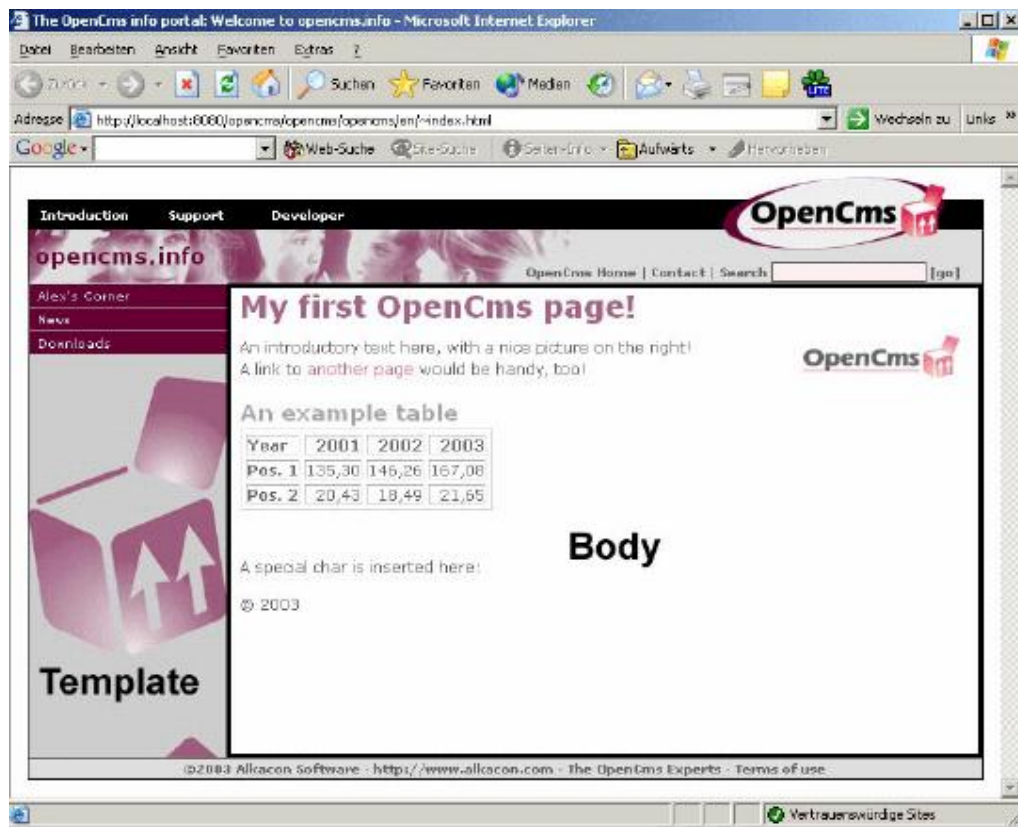 The OpenCms info portal: Welcome to opencms.info - Microsoft Internet Explorer
Datei Bearbeiten Ansicht Favoriten Extras ?
Zurück Suchen Favoriten Medien
Adresse http://localhost:8080/opencms/opencms/opencms/en/~index.html Wechseln zu Links »
Google Web-Suche Site-Suche Seiten-Info Aufwärts Hervorheben
Introduction Support Developer OpenCms
opencms.info
OpenCms Home | Contact | Search [go]
Alex's Corner
News
Downloads
My first OpenCms page!
An introductory text here, with a nice picture on the right!
A link to another page would be handy, too!
OpenCms
An example table
Year 2001 2002 2003
Pos. 1 135,30 146,26 167,08
Pos. 2 20,43 18,49 21,65
Body
A special char is inserted here:
© 2003
Template
©2003 Alkacon Software - http://www.alkacon.com - The OpenCms Experts - Terms of use
Vertrauenswürdige Sites